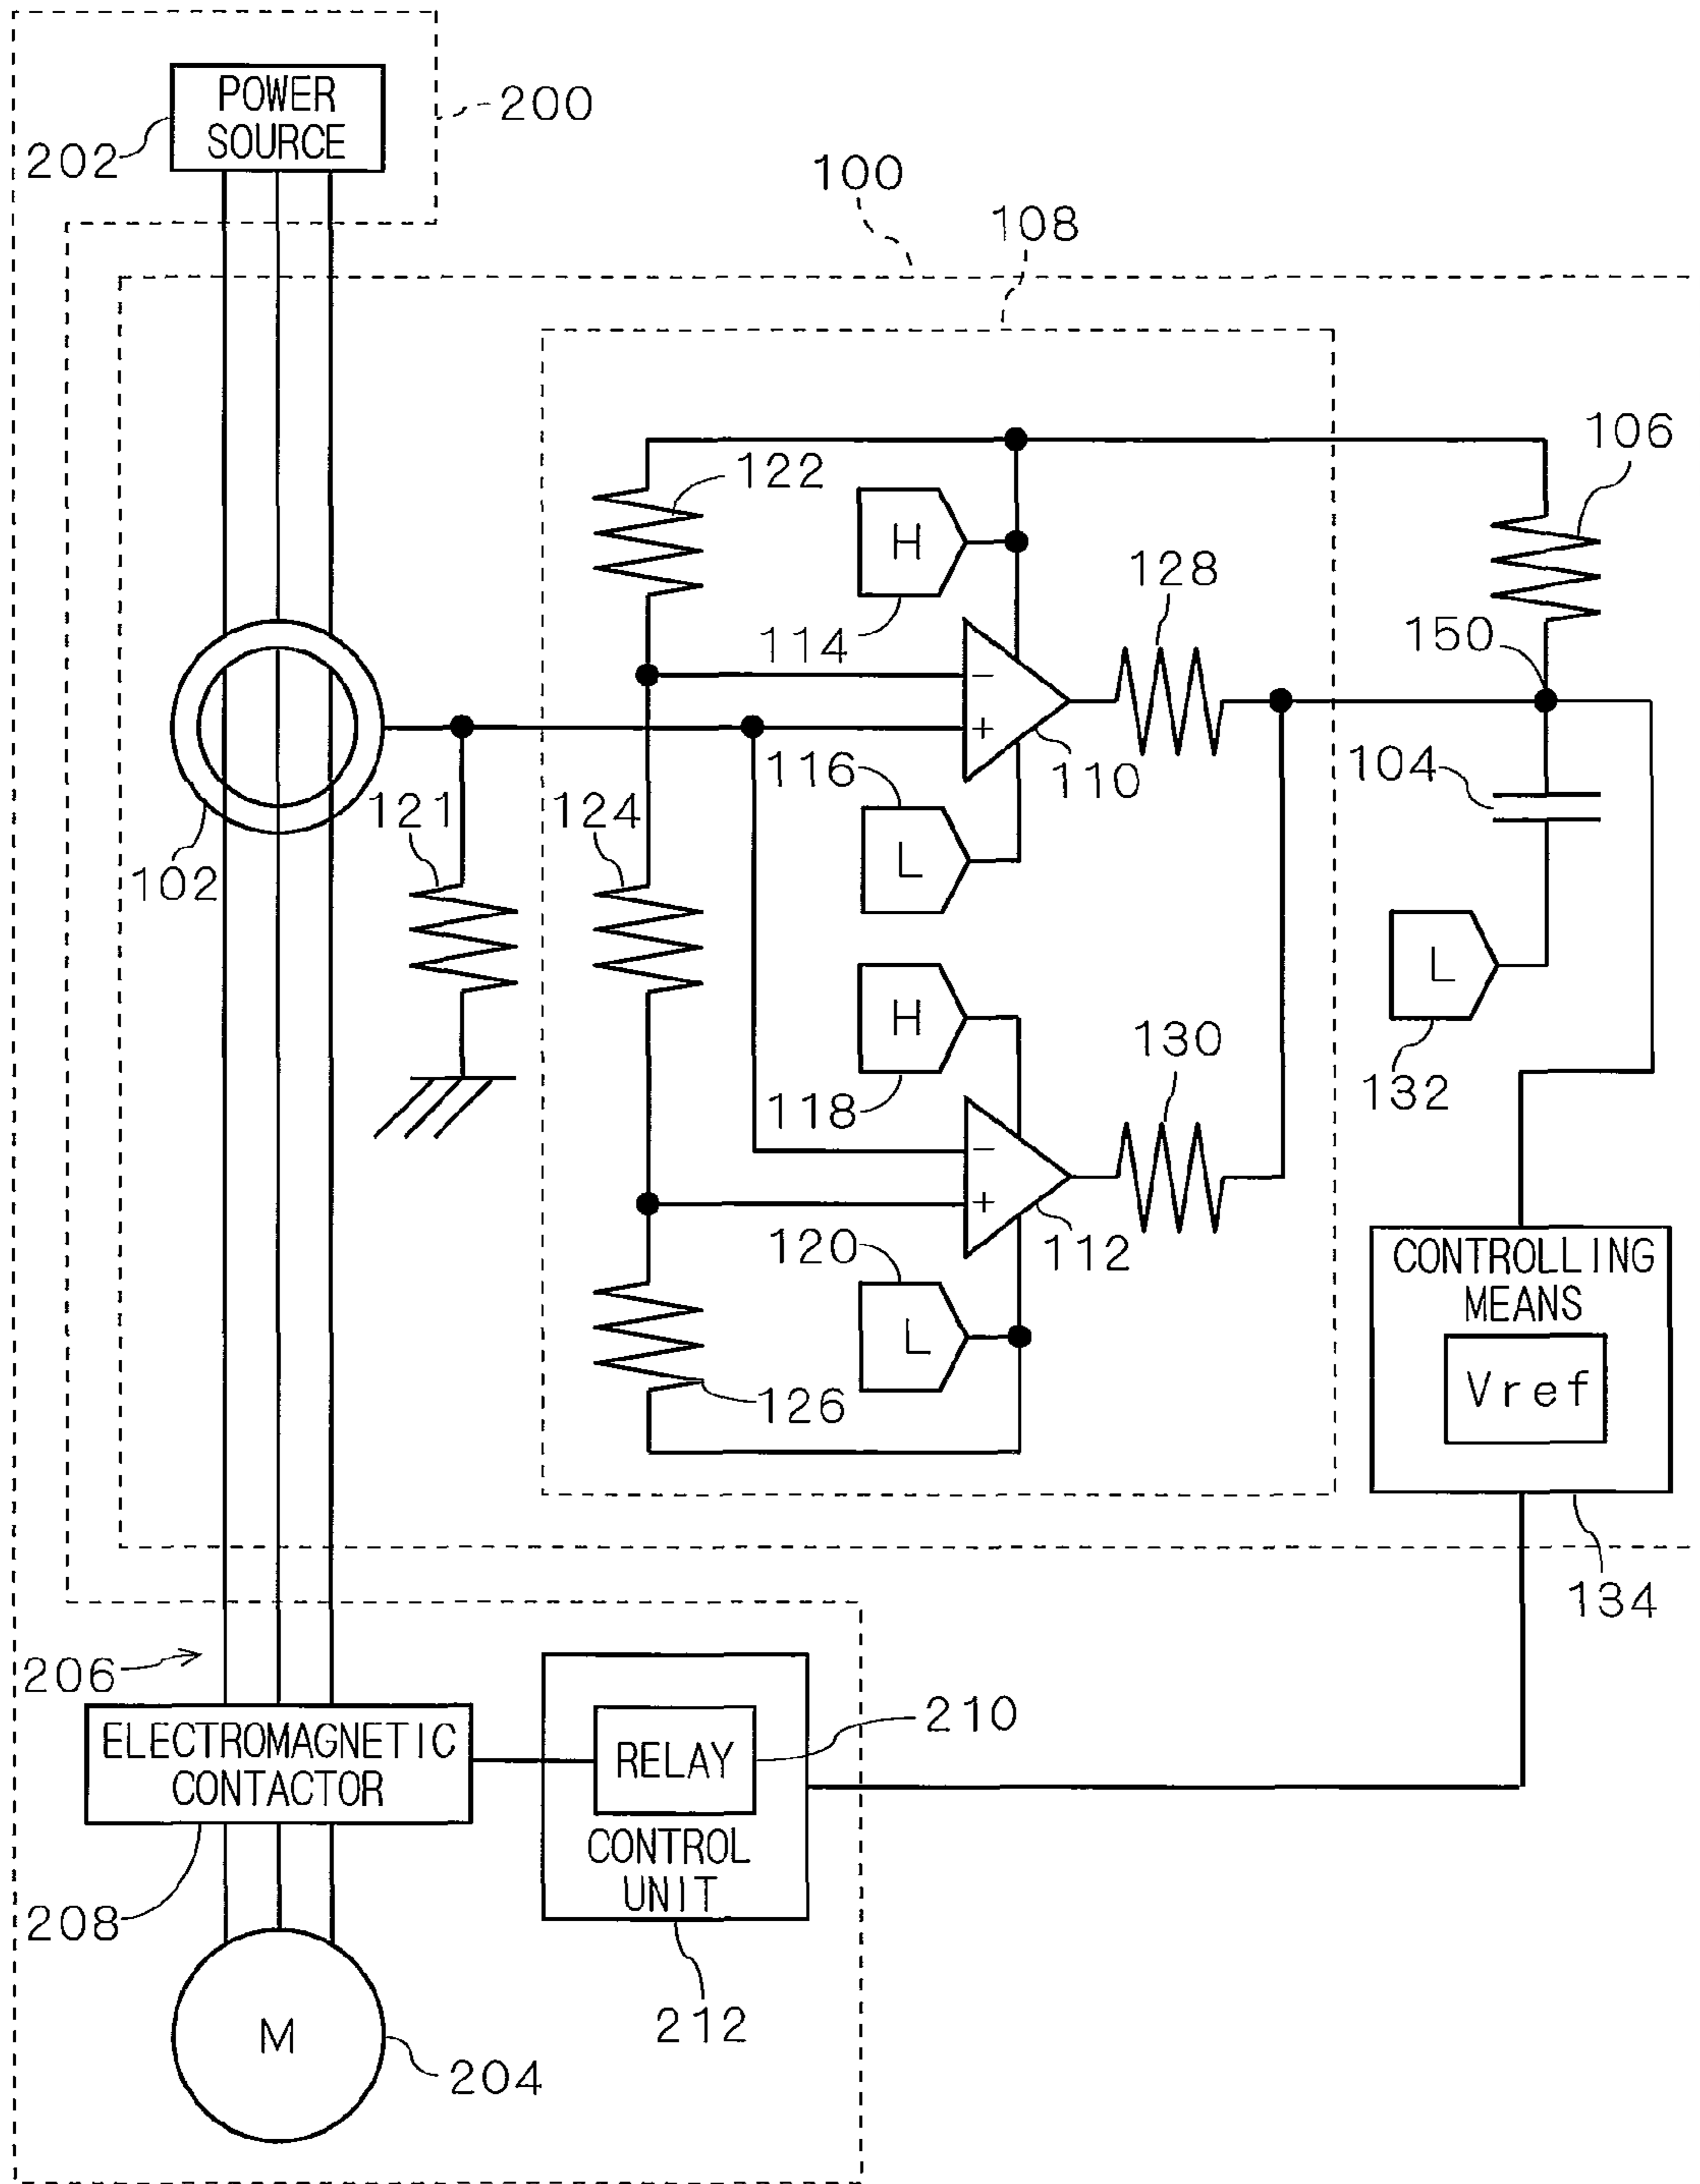 POWER
SOURCE
200
202
100
108
106
122
H
128
114
150
−
+
116
110
104
121
124
L
102
H
L
130
132
118
−
+
120
112
CONTROLLING
MEANS
L
Vref
126
134
206
210
ELECTROMAGNETIC
CONTACTOR
RELAY
CONTROL
UNIT
208
212
M
204